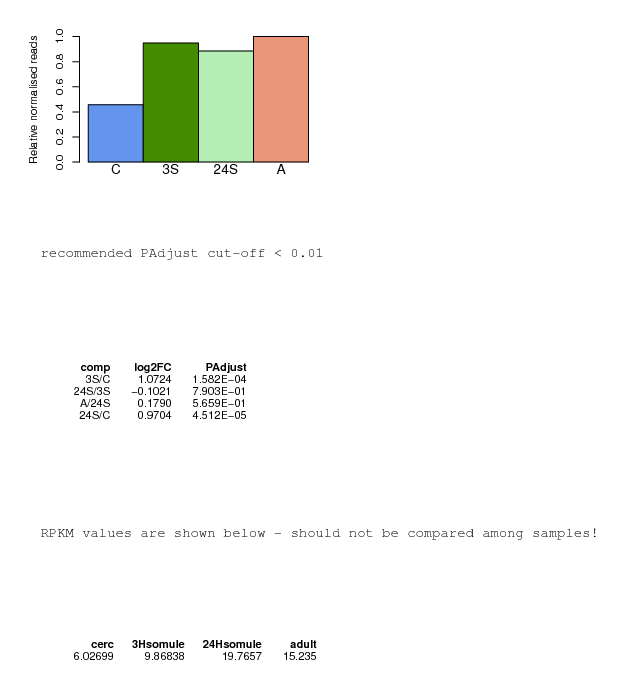 Relative normalised reads
1.0
0.8
0.6
0.4
0.2
0.0
C 3S 24S A
recommended PAdjust cut-off < 0.01
comp log2FC PAdjust
3S/C 1.0724 1.582E−04
24S/3S −0.1021 7.903E−01
A/24S 0.1790 5.659E−01
24S/C 0.9704 4.512E−05
RPKM values are shown below - should not be compared among samples!
cerc 3Hsomule 24Hsomule adult
6.02699 9.86838 19.7657 15.235